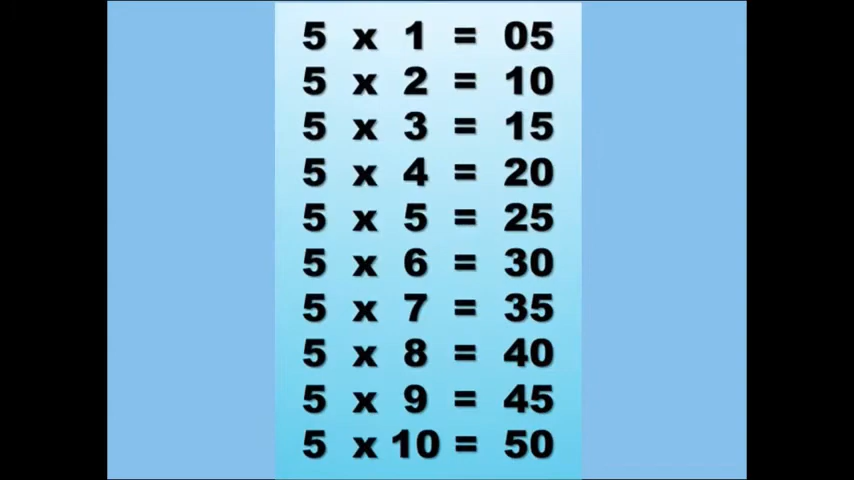 5 x 1 = 05
5 x 2 = 10
5 x 3 = 15
5 x 4 = 20
5 x 5 = 25
5 x 6 = 30
5 x 7 = 35
5 x 8 = 40
5 x 9 = 45
5 x 10 = 50